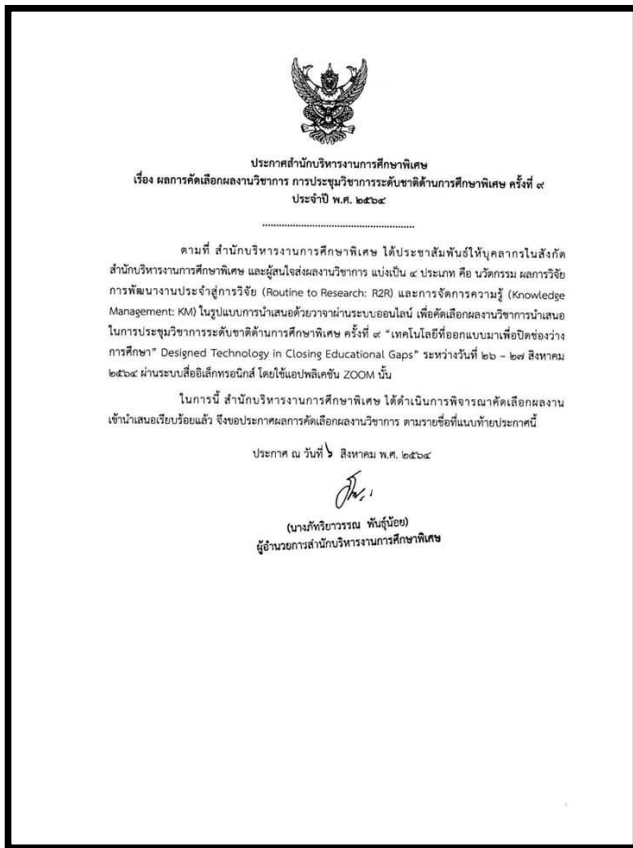 ประกาศสำนักบริหารงานการศึกษาพิเศษ
เรื่อง ผลการคัดเลือกผลงานวิชาการ การประชุมวิชาการระดับชาติด้านการศึกษาพิเศษ ครั้งที่ ๙
ประจำปี พ.ศ. ๒๕๖๔
ตามที่ สำนักบริหารงานการศึกษาพิเศษ ได้ประชาสัมพันธ์ให้บุคลากรในสังกัด
สำนักบริหารงานการศึกษาพิเศษ และผู้สนใจส่งผลงานวิชาการ แบ่งเป็น ๔ ประเภท คือ นวัตกรรม ผลการวิจัย
การพัฒนางานประจำสู่การวิจัย (Routine to Research: R2R) และการจัดการความรู้ (Knowledge
Management: KM) ในรูปแบบการนำเสนอด้วยวาจาผ่านระบบออนไลน์ เพื่อคัดเลือกผลงานวิชาการนำเสนอ
ในการประชุมวิชาการระดับชาติด้านการศึกษาพิเศษ ครั้งที่ ๙ “เทคโนโลยีที่ออกแบบมาเพื่อปิดช่องว่าง
การศึกษา” Designed Technology in Closing Educational Gaps” ระหว่างวันที่ ๒๖ – ๒๗ สิงหาคม
๒๕๖๔ ผ่านระบบสื่ออิเล็กทรอนิกส์ โดยใช้แอปพลิเคชัน ZOOM นั้น
ในการนี้ สำนักบริหารงานการศึกษาพิเศษ ได้ดำเนินการพิจารณาคัดเลือกผลงาน
เข้านำเสนอเรียบร้อยแล้ว จึงขอประกาศผลการคัดเลือกผลงานวิชาการ ตามรายชื่อที่แนบท้ายประกาศนี้
ประกาศ ณ วันที่ ๖ สิงหาคม พ.ศ. ๒๕๖๔
(นางภัทริยาวรรณ พันธุ์น้อย)
ผู้อำนวยการสำนักบริหารงานการศึกษาพิเศษ